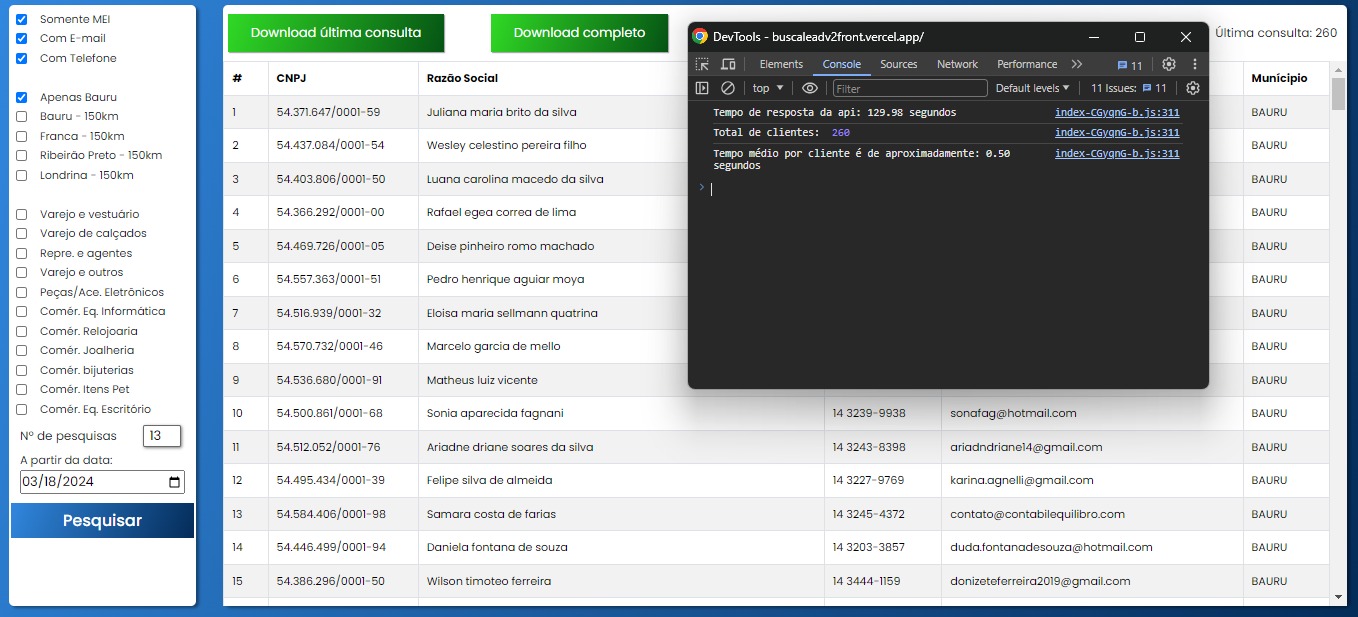 Somente MEI
Com E-mail
Com Telefone
Apenas Bauru
Bauru - 150km
Franca - 150km
Ribeirão Preto - 150km
Londrina - 150km
Varejo e vestuário
Varejo de calçados
Repre. e agentes
Varejo e outros
Peças/Ace. Eletrônicos
Comér. Eq. Informática
Comér. Relojoaria
Comér. Joalheria
Comér. bijuterias
Comér. Itens Pet
Comér. Eq. Escritório
Nº de pesquisas 13
A partir da data:
03/18/2024
Pesquisar
Download última consulta Download completo Última consulta: 260
# CNPJ Razão Social Munícipio
1 54.371.647/0001-59 Juliana maria brito da silva BAURU
2 54.437.084/0001-54 Wesley celestino pereira filho BAURU
3 54.403.806/0001-50 Luana carolina macedo da silva BAURU
4 54.366.292/0001-00 Rafael egea correa de lima BAURU
5 54.469.726/0001-05 Deise pinheiro romo machado BAURU
6 54.557.363/0001-51 Pedro henrique aguiar moya BAURU
7 54.516.939/0001-32 Eloisa maria sellmann quatrina BAURU
8 54.570.732/0001-46 Marcelo garcia de mello BAURU
9 54.536.680/0001-91 Matheus luiz vicente BAURU
10 54.500.861/0001-68 Sonia aparecida fagnani 14 3239-9938 sonafag@hotmail.com BAURU
11 54.512.052/0001-76 Ariadne driane soares da silva 14 3243-8398 ariadndriane14@gmail.com BAURU
12 54.495.434/0001-39 Felipe silva de almeida 14 3227-9769 karina.agnelli@gmail.com BAURU
13 54.584.406/0001-98 Samara costa de farias 14 3245-4372 contato@contabilequilibro.com BAURU
14 54.446.499/0001-94 Daniela fontana de souza 14 3203-3857 duda.fontanadesouza@hotmail.com BAURU
15 54.386.296/0001-50 Wilson timoteo ferreira 14 3444-1159 donizeteferreira2019@gmail.com BAURU
DevTools - buscaleadv2front.vercel.app/
Elements Console Sources Network Performance 11
top Filter Default levels 11 Issues: 11
Tempo de resposta da api: 129.98 segundos index-CGyqnG-b.js:311
Total de clientes: 260 index-CGyqnG-b.js:311
Tempo médio por cliente é de aproximadamente: 0.50 index-CGyqnG-b.js:311
segundos